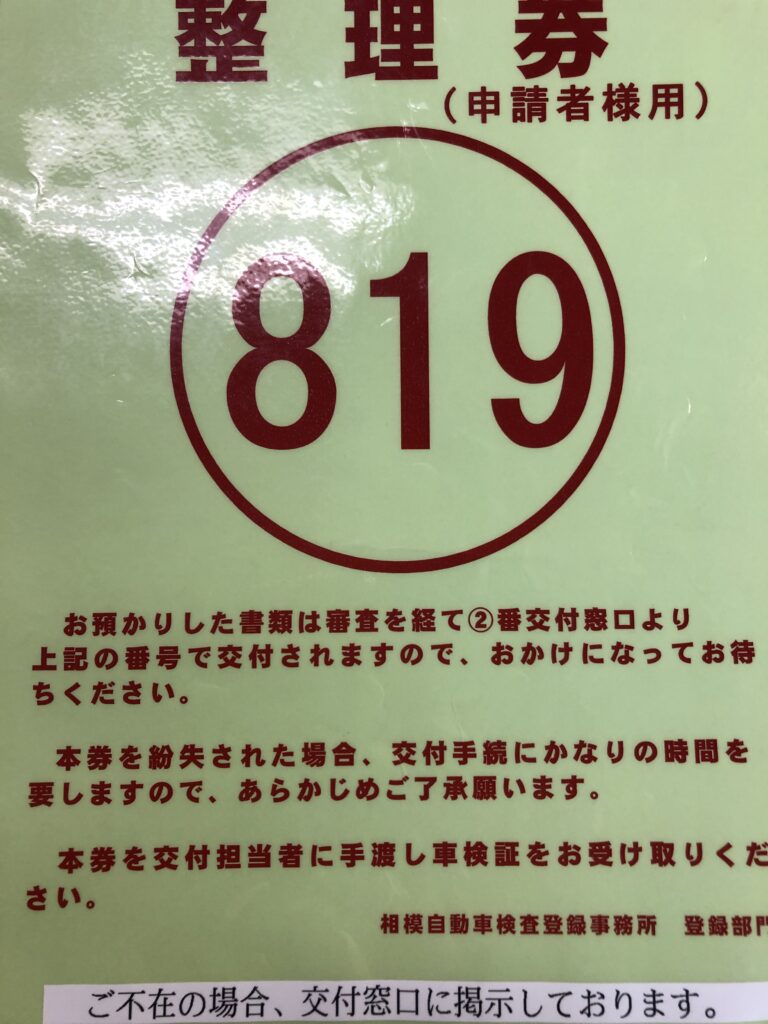 整理券
（申請者様用）
819
お預かりした書類は審査を経て②番交付窓口より
上記の番号で交付されますので、おかけになってお待
ちください。
本券を紛失された場合、交付手続にかなりの時間を
要しますので、あらかじめご了承願います。
本券を交付担当者に手渡し車検証をお受け取りくだ
さい。
相模自動車検査登録事務所　登録部門
ご不在の場合、交付窓口に掲示しております。